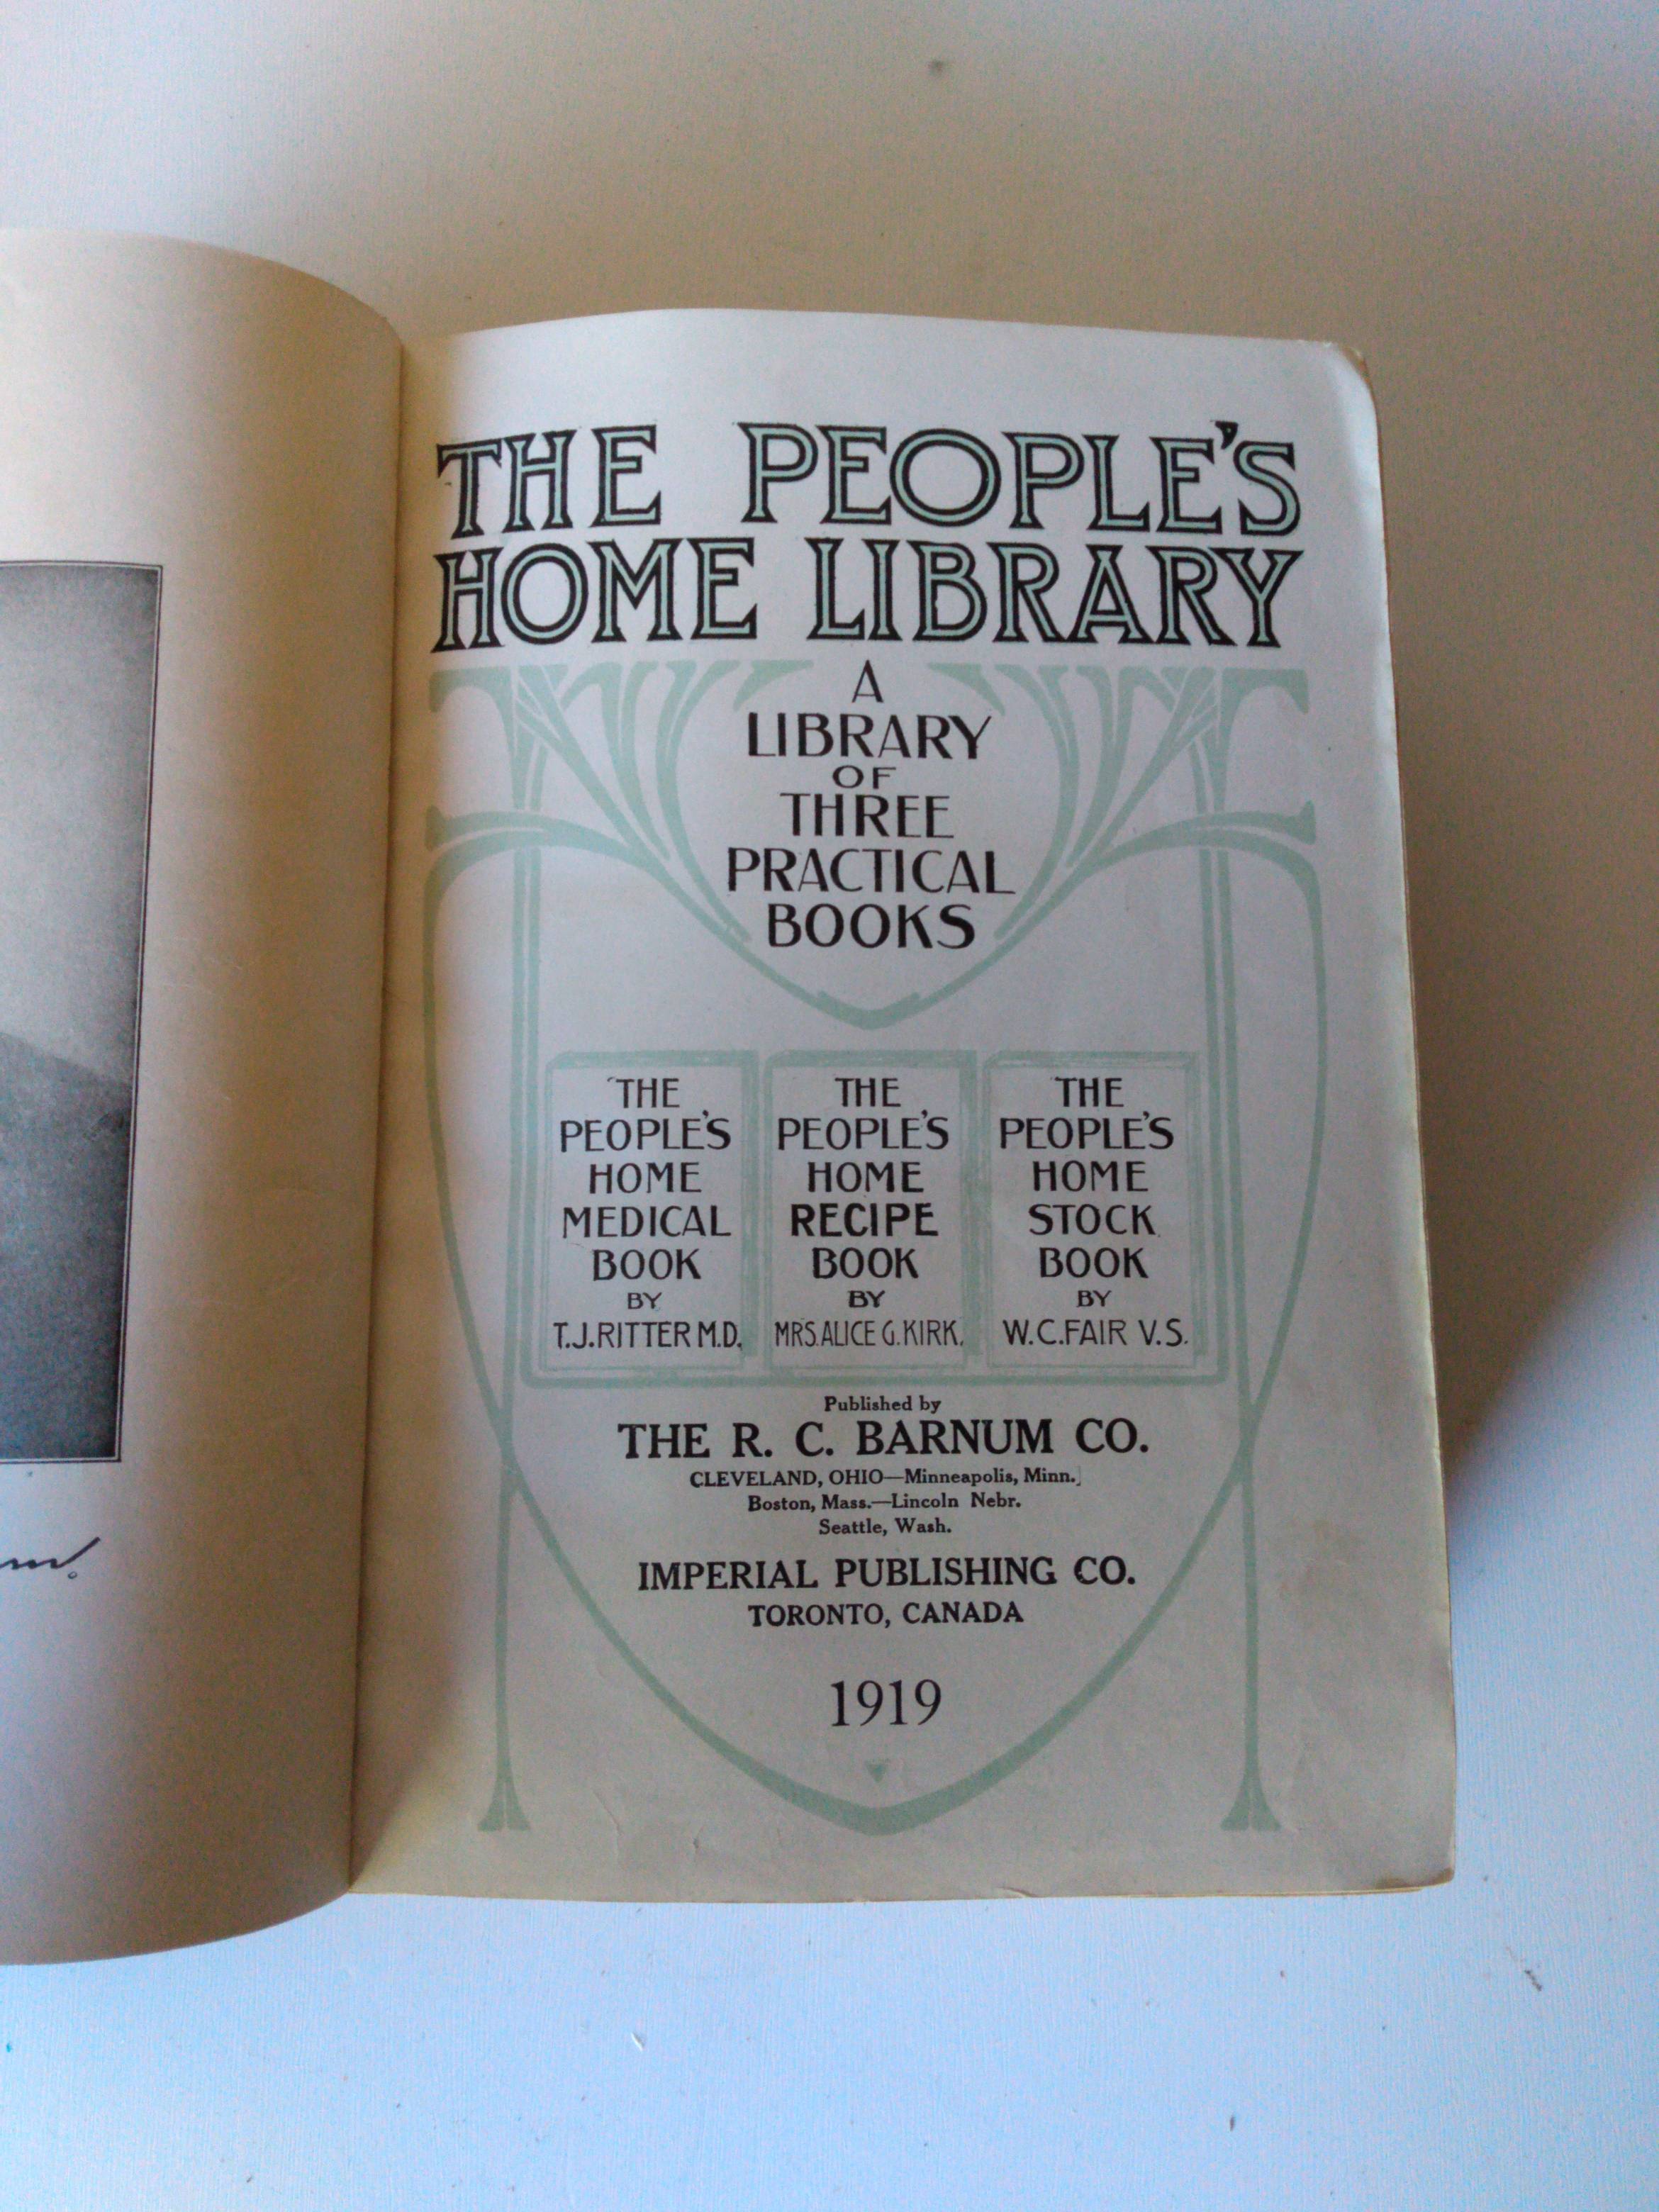 THE PEOPLE'S
HOME LIBRARY
A
LIBRARY
OF
THREE
PRACTICAL
BOOKS
THE
PEOPLE'S
HOME
MEDICAL
BOOK
BY
T.J.RITTER M.D.
THE
PEOPLE'S
HOME
RECIPE
BOOK
BY
MRS.ALICE G.KIRK.
THE
PEOPLE'S
HOME
STOCK
BOOK
BY
W.C.FAIR V.S.
Published by
THE R. C. BARNUM CO.
CLEVELAND, OHIO—Minneapolis, Minn.
Boston, Mass.—Lincoln Nebr.
Seattle, Wash.
IMPERIAL PUBLISHING CO.
TORONTO, CANADA
1919